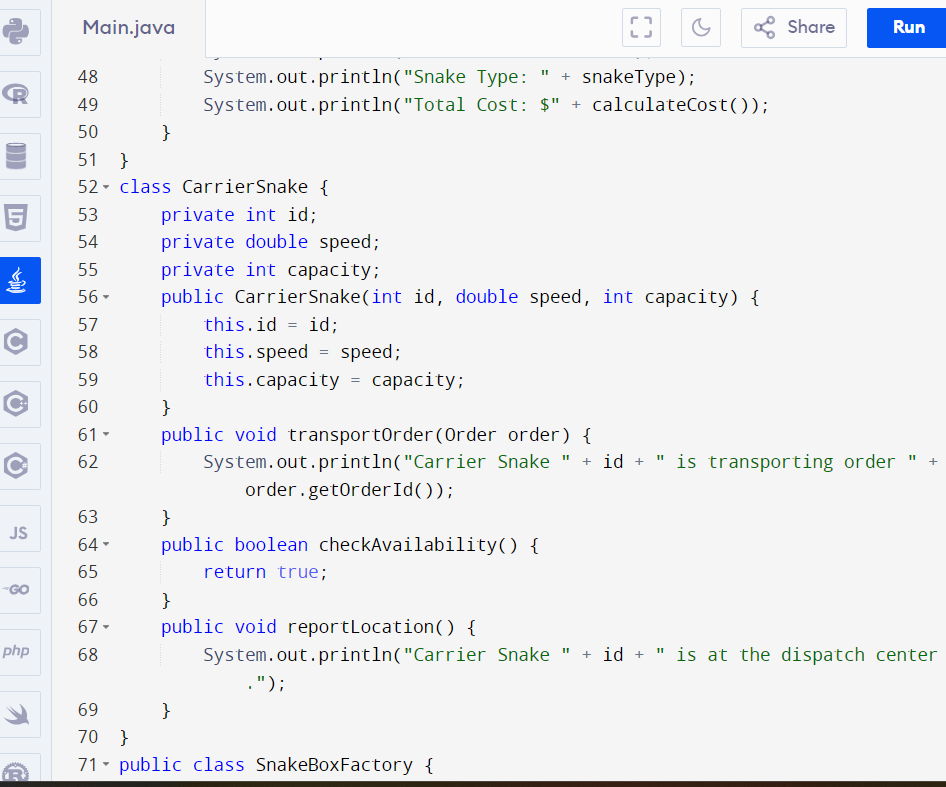 Main.java
Share
Run
48 System.out.println("Snake Type: " + snakeType);
49 System.out.println("Total Cost: $" + calculateCost());
50 }
51 }
52 class CarrierSnake {
53 private int id;
54 private double speed;
55 private int capacity;
56 public CarrierSnake(int id, double speed, int capacity) {
57 this.id = id;
58 this.speed = speed;
59 this.capacity = capacity;
60 }
61 public void transportOrder(Order order) {
62 System.out.println("Carrier Snake " + id + " is transporting order " +
order.getOrderId());
63 }
64 public boolean checkAvailability() {
65 return true;
66 }
67 public void reportLocation() {
68 System.out.println("Carrier Snake " + id + " is at the dispatch center
.");
69 }
70 }
71 public class SnakeBoxFactory {
R
5
C
C
C
JS
GO
php
R